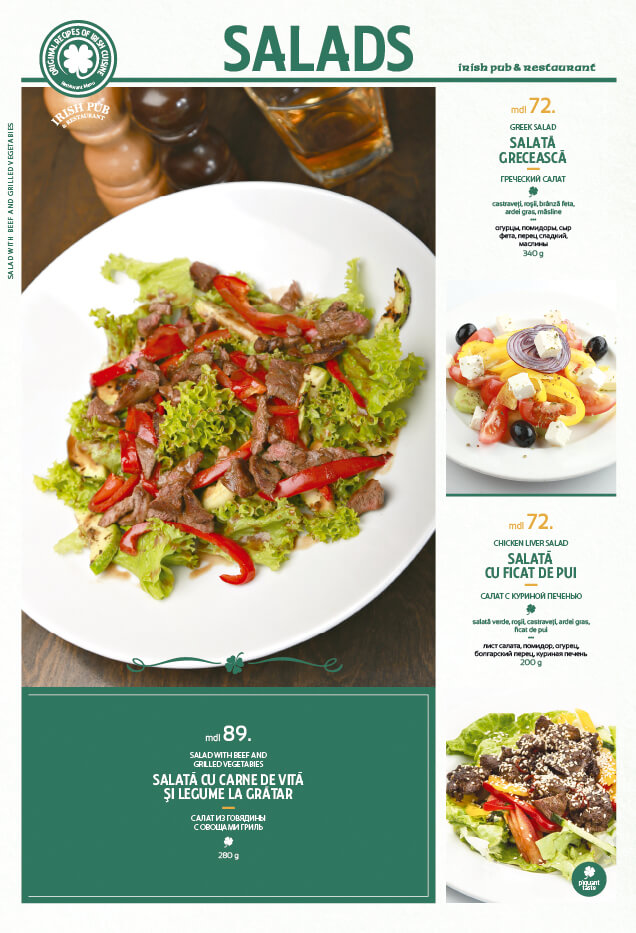 ORIGINAL RECIPES OF IRISH CUISINE
Restaurant Menu
SALADS
irish pub & restaurant
IRISH PUB
& RESTAURANT
SALAD WITH BEEF AND GRILLED VEGETABIES
mdl 72.
GREEK SALAD
SALATĂ
GRECEASCĂ
ГРЕЧЕСКИЙ САЛАТ
castraveți, roșii, brânză feta,
ardei gras, măsline
***
огурцы, помидоры, сыр
фета, перец сладкий,
маслины
340 g
mdl 72.
CHICKEN LIVER SALAD
SALATĂ
CU FICAT DE PUI
САЛАТ С КУРИНОЙ ПЕЧЕНЬЮ
salată verde, roșii, castraveți, ardei gras,
ficat de pui
***
лист салата, помидор, огурец,
болгарский перец, куриная печень
200 g
mdl 89.
SALAD WITH BEEF AND
GRILLED VEGETABIES
SALATĂ CU CARNE DE VITĂ
ȘI LEGUME LA GRĂTAR
САЛАТ ИЗ ГОВЯДИНЫ
С ОВОЩАМИ ГРИЛЬ
280 g
piquant
taste